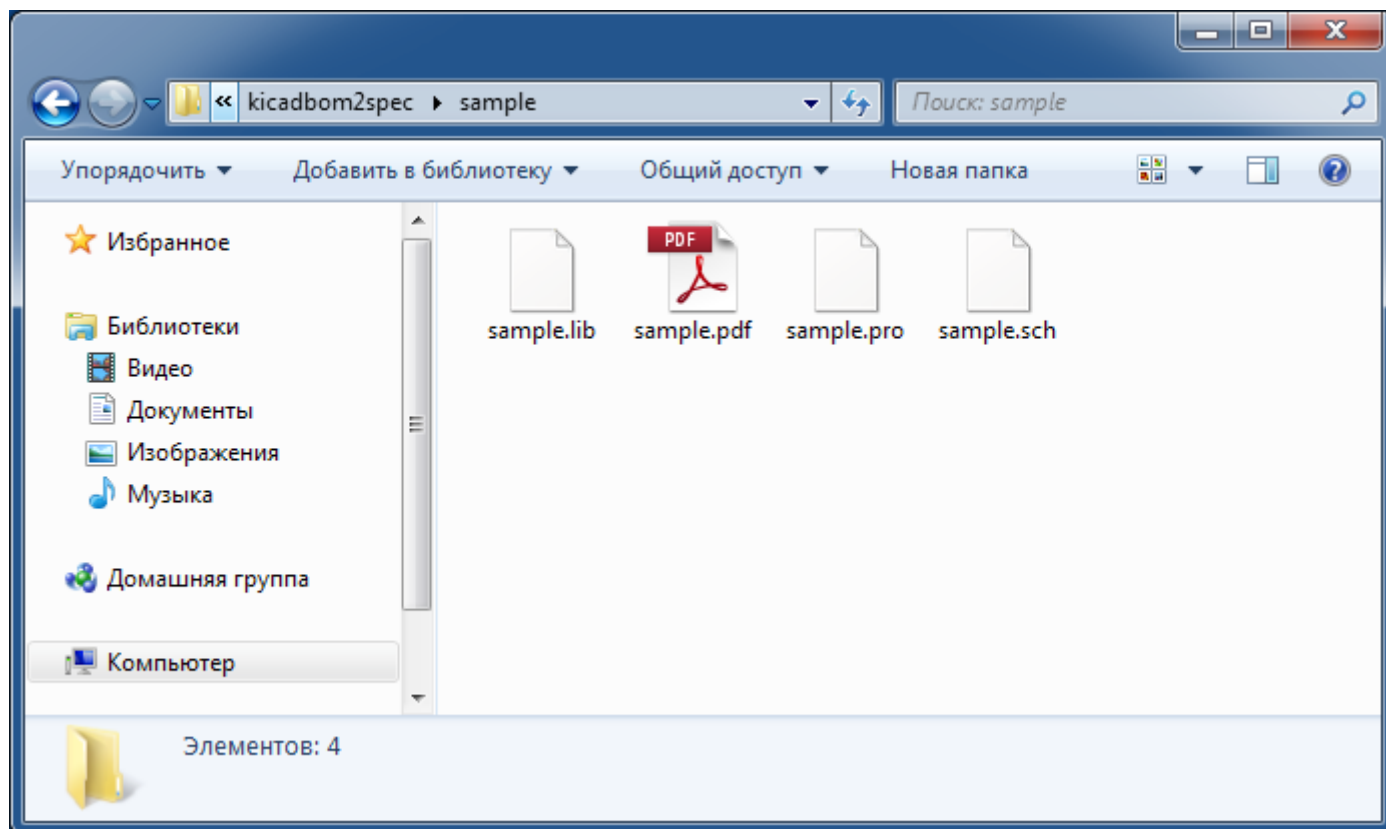 « kicadbom2spec sample
Поиск: sample
Упорядочить Добавить в библиотеку Общий доступ Новая папка
Избранное
Библиотеки
Видео
Документы
Изображения
Музыка
Домашняя группа
Компьютер
PDF
sample.lib sample.pdf sample.pro sample.sch
Элементов: 4